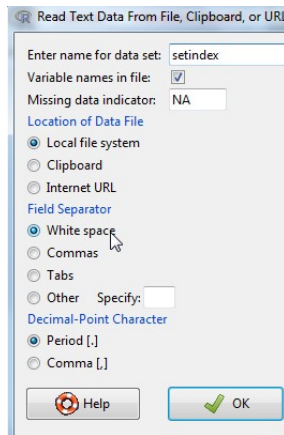 Read Text Data From File, Clipboard, or URL
Enter name for data set: setindex
Variable names in file:
Missing data indicator: NA
Location of Data File
Local file system
Clipboard
Internet URL
Field Separator
White space
Commas
Tabs
Other Specify:
Decimal-Point Character
Period [.]
Comma [,]
Help OK